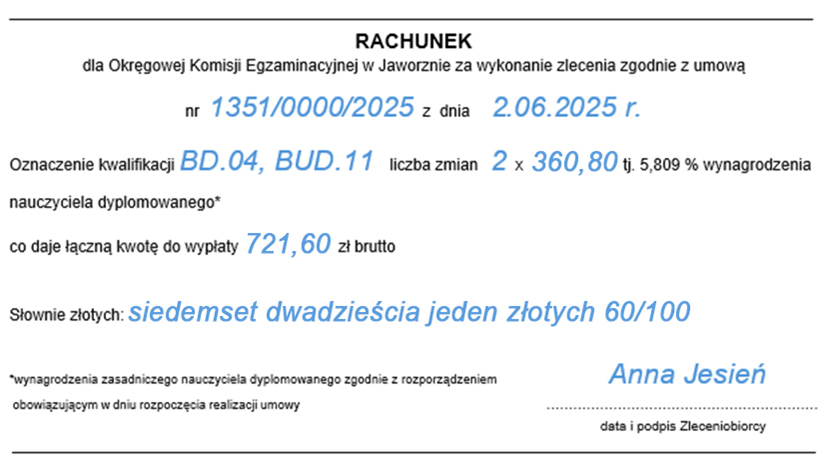 RACHUNEK
dla Okręgowej Komisji Egzaminacyjnej w Jaworznie za wykonanie zlecenia zgodnie z umową
nr 1351/0000/2025 z dnia 2.06.2025 r.
Oznaczenie kwalifikacji BD.04, BUD.11 liczba zmian 2 x 360,80 tj. 5,809 % wynagrodzenia
nauczyciela dyplomowanego*
co daje łączną kwotę do wypłaty 721,60 zł brutto
Słownie złotych: siedemset dwadzieścia jeden złotych 60/100
*wynagrodzenia zasadniczego nauczyciela dyplomowanego zgodnie z rozporządzeniem
obowiązującym w dniu rozpoczęcia realizacji umowy
Anna Jesień
data i podpis Zleceniobiorcy